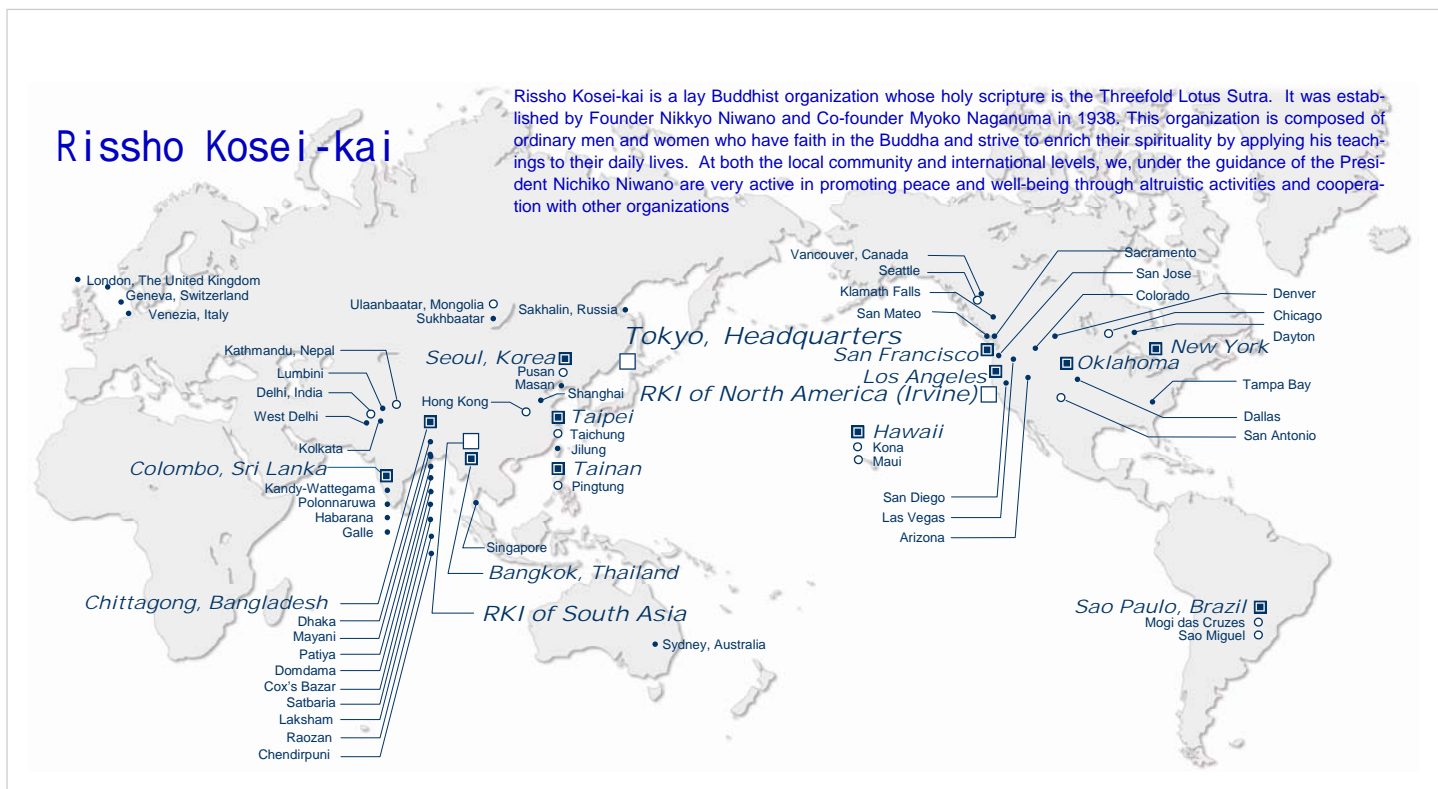 Rissho Kosei-kai
Rissho Kosei-kai is a lay Buddhist organization whose holy scripture is the Threefold Lotus Sutra. It was estab-
lished by Founder Nikkyo Niwano and Co-founder Myoko Naganuma in 1938. This organization is composed of
ordinary men and women who have faith in the Buddha and strive to enrich their spirituality by applying his teach-
ings to their daily lives. At both the local community and international levels, we, under the guidance of the Presi-
dent Nichiko Niwano are very active in promoting peace and well-being through altruistic activities and coopera-
tion with other organizations
London, The United Kingdom
Geneva, Switzerland
Venezia, Italy
Ulaanbaatar, Mongolia
Sukhbaatar
Sakhalin, Russia
Tokyo, Headquarters
Seoul, Korea
Pusan
Masan
Shanghai
Hong Kong
Kathmandu, Nepal
Lumbini
Delhi, India
West Delhi
Kolkata
Colombo, Sri Lanka
Kandy-Wattegama
Polonnaruwa
Habarana
Galle
Taipei
Taichung
Jilung
Tainan
Pingtung
Singapore
Bangkok, Thailand
RKI of South Asia
Chittagong, Bangladesh
Dhaka
Mayani
Patiya
Domdama
Cox's Bazar
Satbaria
Laksham
Raozan
Chendirpuni
Sydney, Australia
Vancouver, Canada
Seattle
Klamath Falls
San Mateo
San Francisco
Los Angeles
RKI of North America (Irvine)
Hawaii
Kona
Maui
San Diego
Las Vegas
Arizona
Sacramento
San Jose
Colorado
Denver
Chicago
Dayton
New York
Oklahoma
Tampa Bay
Dallas
San Antonio
Sao Paulo, Brazil
Mogi das Cruzes
Sao Miguel